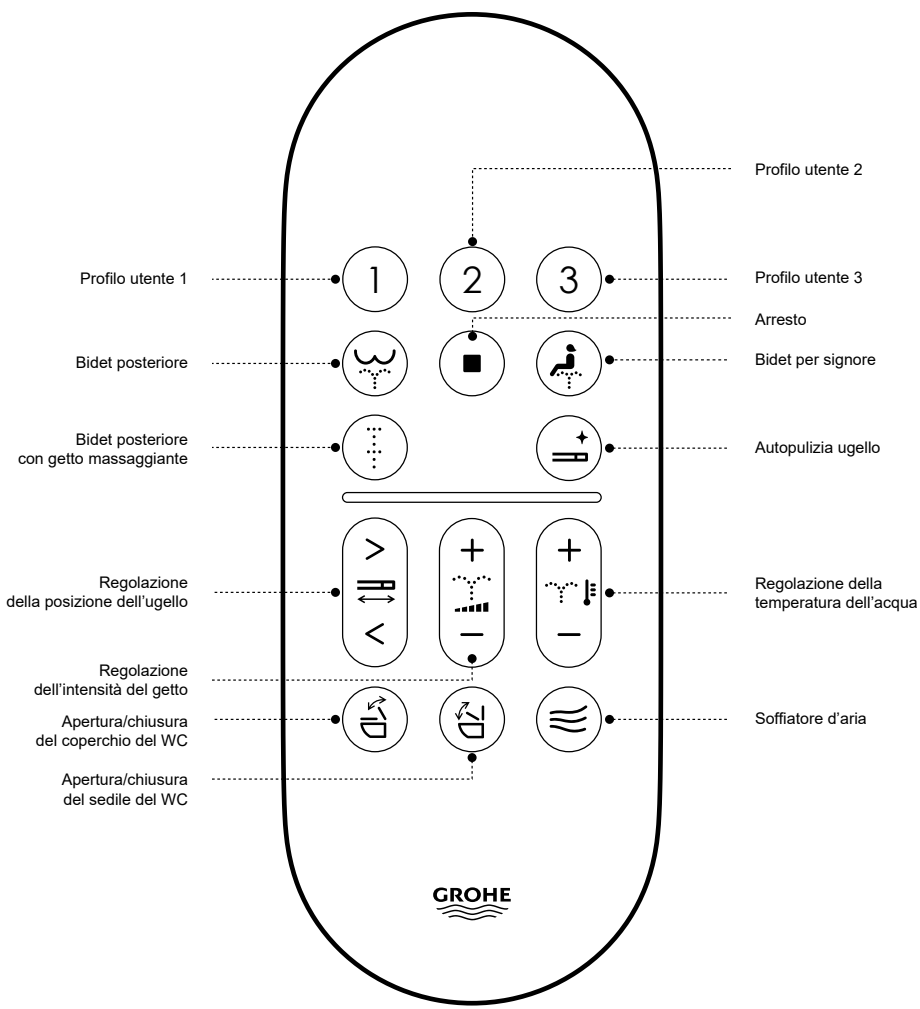 Profilo utente 2
Profilo utente 1
1
2
3
Profilo utente 3
Arresto
Bidet posteriore
Bidet per signore
Bidet posteriore
con getto massaggiante
Autopulizia ugello
>
+
+
Regolazione
della posizione dell'ugello
Regolazione della
temperatura dell'acqua
<
−
−
Regolazione
dell'intensità del getto
Apertura/chiusura
del coperchio del WC
Soffiatore d'aria
Apertura/chiusura
del sedile del WC
GROHE